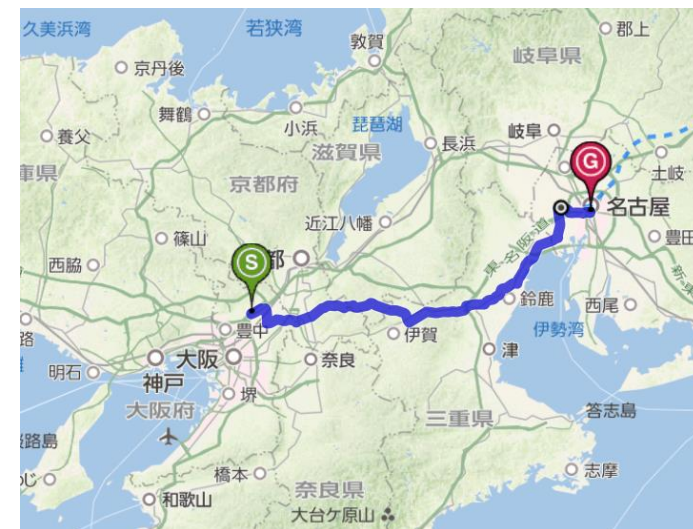 久美浜湾
若狭湾
郡上
敦賀
岐阜県
京丹後
舞鶴
小浜
琵琶湖
長浜
岐阜
養父
滋賀県
土岐
庫県
京都府
G
名古屋
篠山
近江八幡
東名阪道
豊田
西脇
S
都
新東
鈴鹿
西尾
路
豊中
伊賀
伊勢湾
明石
神戸
大阪
奈良
津
大阪府
堺
三重県
答志島
淡路島
橋本
志摩
奈良県
和歌山
大台ケ原山